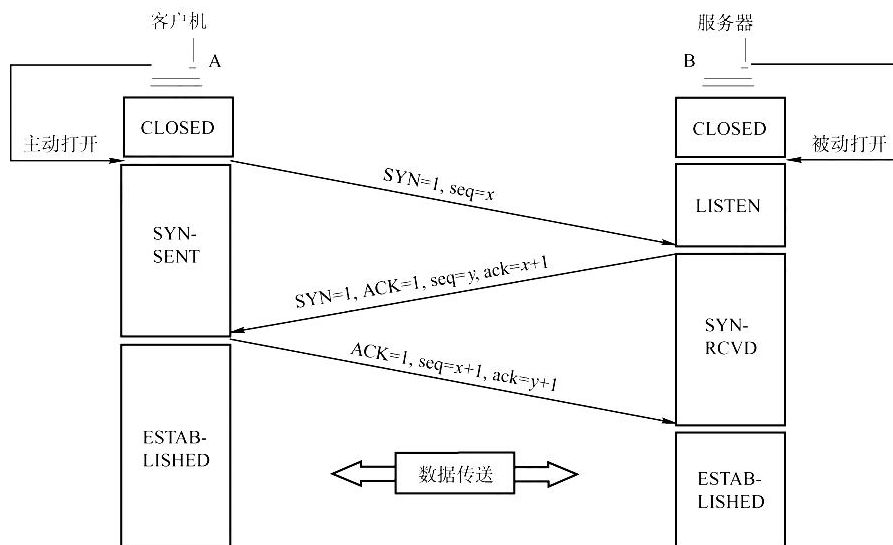 客户机
服务器
A
B
CLOSED
CLOSED
主动打开
被动打开
SYN=1, seq=x
LISTEN
SYN-
SENT
SYN=1, ACK=1, seq=y, ack=x+1
SYN-
RCVD
ACK=1, seq=x+1, ack=y+1
ESTAB-
LISHED
数据传送
ESTAB-
LISHED